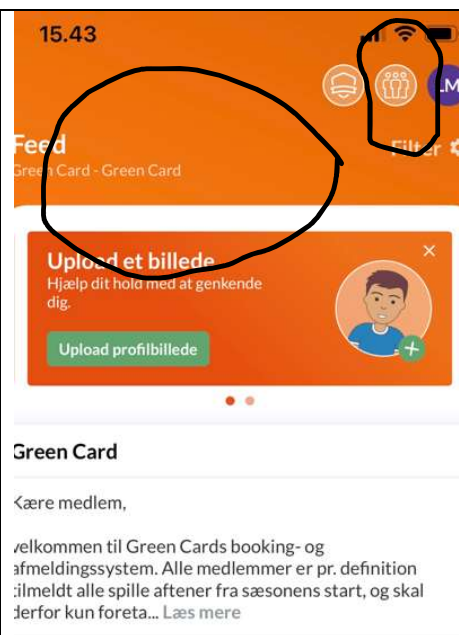 15.43
LM
Feed
Filter
Green Card - Green Card
Upload et billede
Hjælp dit hold med at genkende
dig.
Upload profilbillede
Green Card
Kære medlem,
velkommen til Green Cards booking- og
afmeldingssystem. Alle medlemmer er pr. definition
tilmeldt alle spille aftener fra sæsonens start, og skal
derfor kun foreta... Læs mere